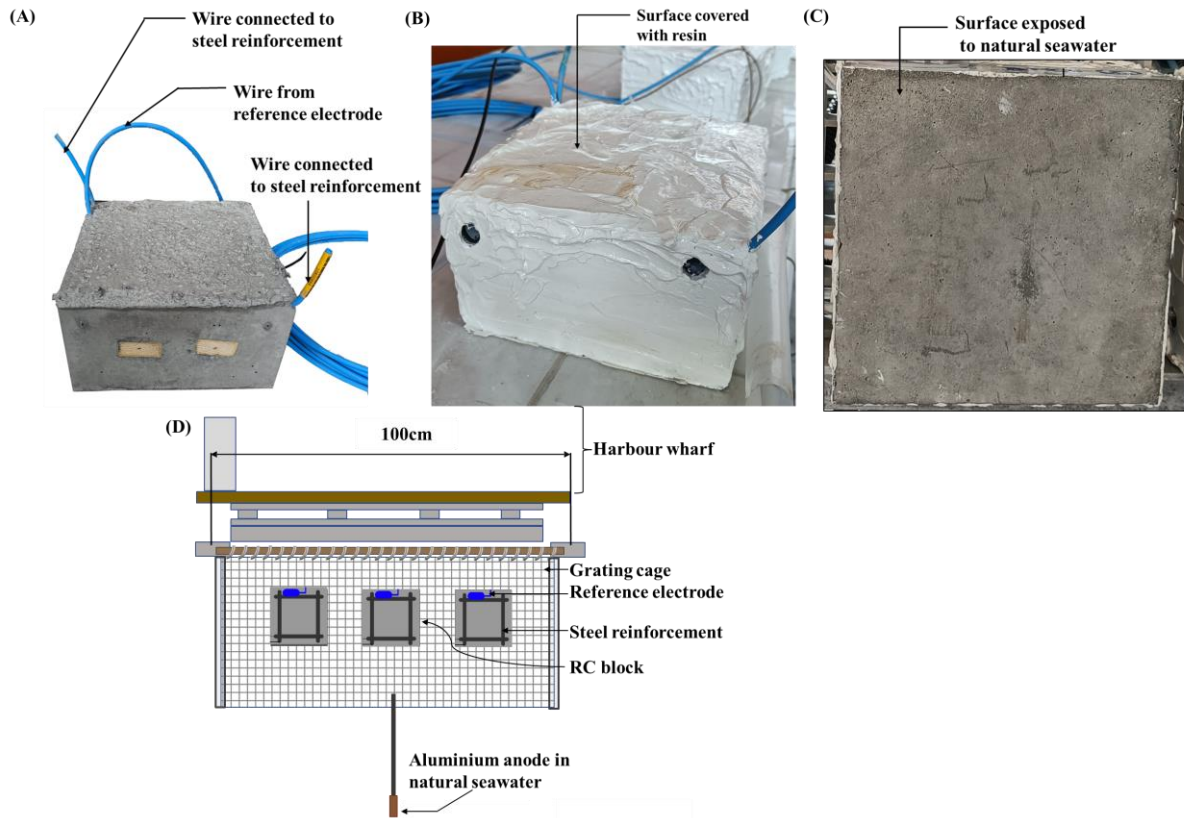 (A)
Wire connected to
steel reinforcement
Wire from
reference electrode
Wire connected
to steel reinforcement
(B)
Surface covered
with resin
(C)
Surface exposed
to natural seawater
(D)
100cm
Harbour wharf
Grating cage
Reference electrode
Steel reinforcement
RC block
Aluminium anode in
natural seawater